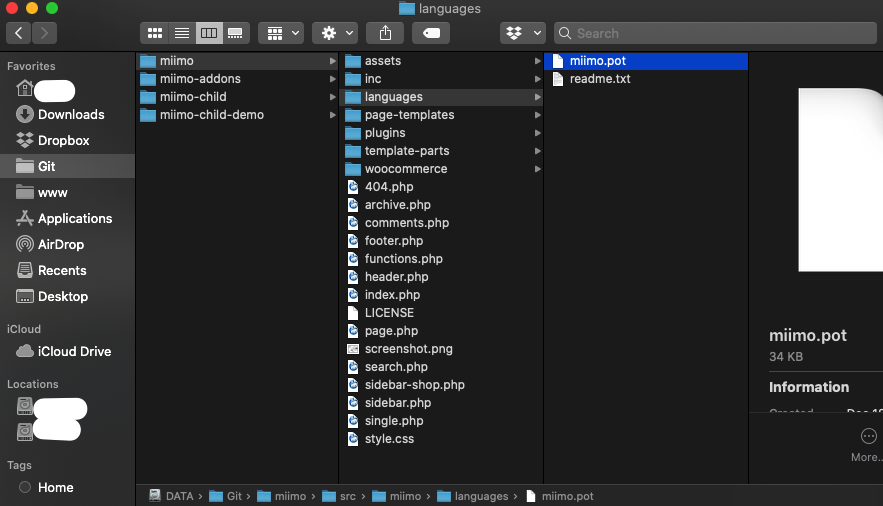 languages
Search
Favorites
Downloads
Dropbox
Git
www
Applications
AirDrop
Recents
Desktop
iCloud
iCloud Drive
Locations
Tags
Home
miimo
miimo-addons
miimo-child
miimo-child-demo
assets
inc
languages
page-templates
plugins
template-parts
woocommerce
404.php
archive.php
comments.php
footer.php
functions.php
header.php
index.php
LICENSE
page.php
screenshot.png
search.php
sidebar-shop.php
sidebar.php
single.php
style.css
miimo.pot
readme.txt
miimo.pot
34 KB
Information
Created
More..
DATA › Git › miimo › src › miimo › languages › miimo.pot